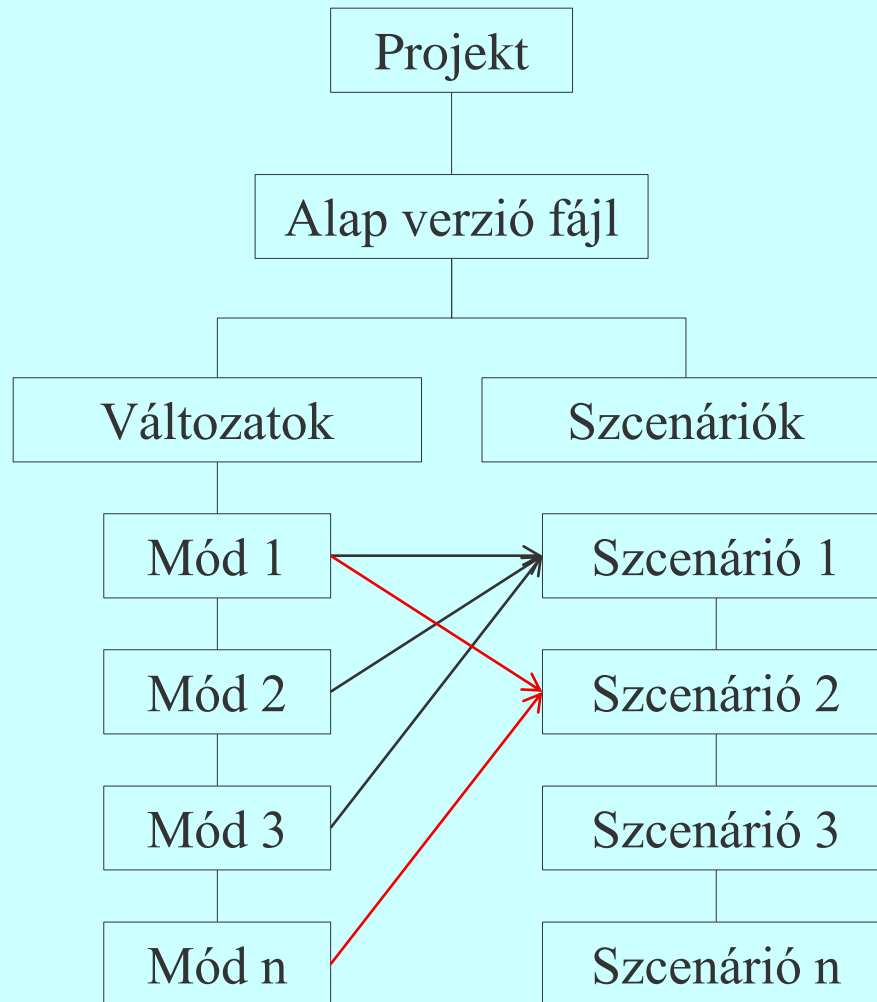 Projekt
Alap verzió fájl
Változatok
Szcenáriók
Mód 1
Szcenárió 1
Mód 2
Szcenárió 2
Mód 3
Szcenárió 3
Mód n
Szcenárió n